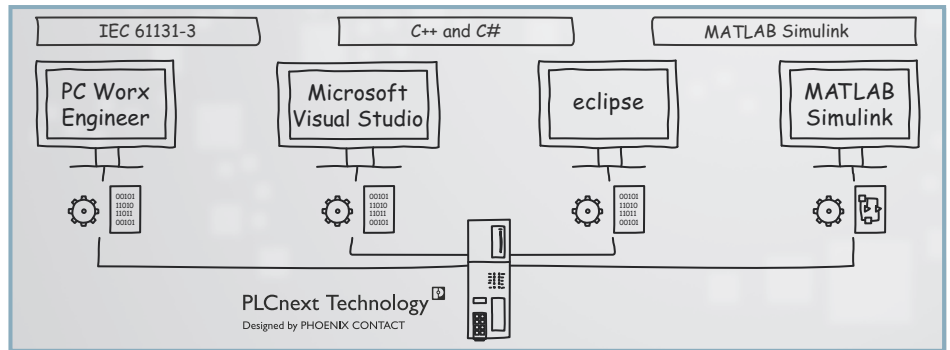 IEC 61131-3
C++ and C#
MATLAB Simulink
PC Worx
Engineer
Microsoft
Visual Studio
eclipse
MATLAB
Simulink
00101
11010
11011
00101
00101
11010
11011
00101
00101
11010
11011
00101
PLCnext Technology
Designed by PHOENIX CONTACT